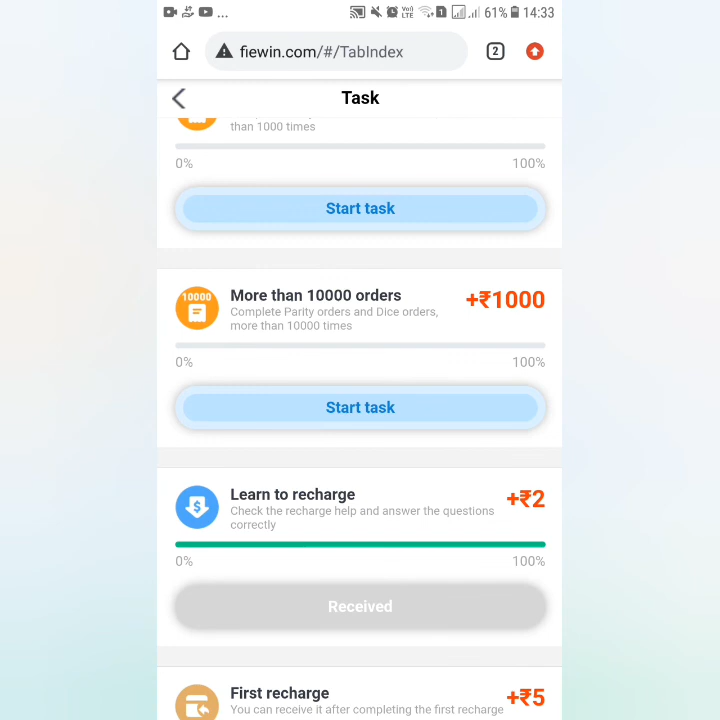 ... Vo)) LTE 1 61% 14:33
fiewin.com/#/TabIndex 2
Task
than 1000 times
0% 100%
Start task
10000 More than 10000 orders +₹1000
Complete Parity orders and Dice orders,
more than 10000 times
0% 100%
Start task
Learn to recharge +₹2
Check the recharge help and answer the questions
correctly
0% 100%
Received
First recharge +₹5
You can receive it after completing the first recharge